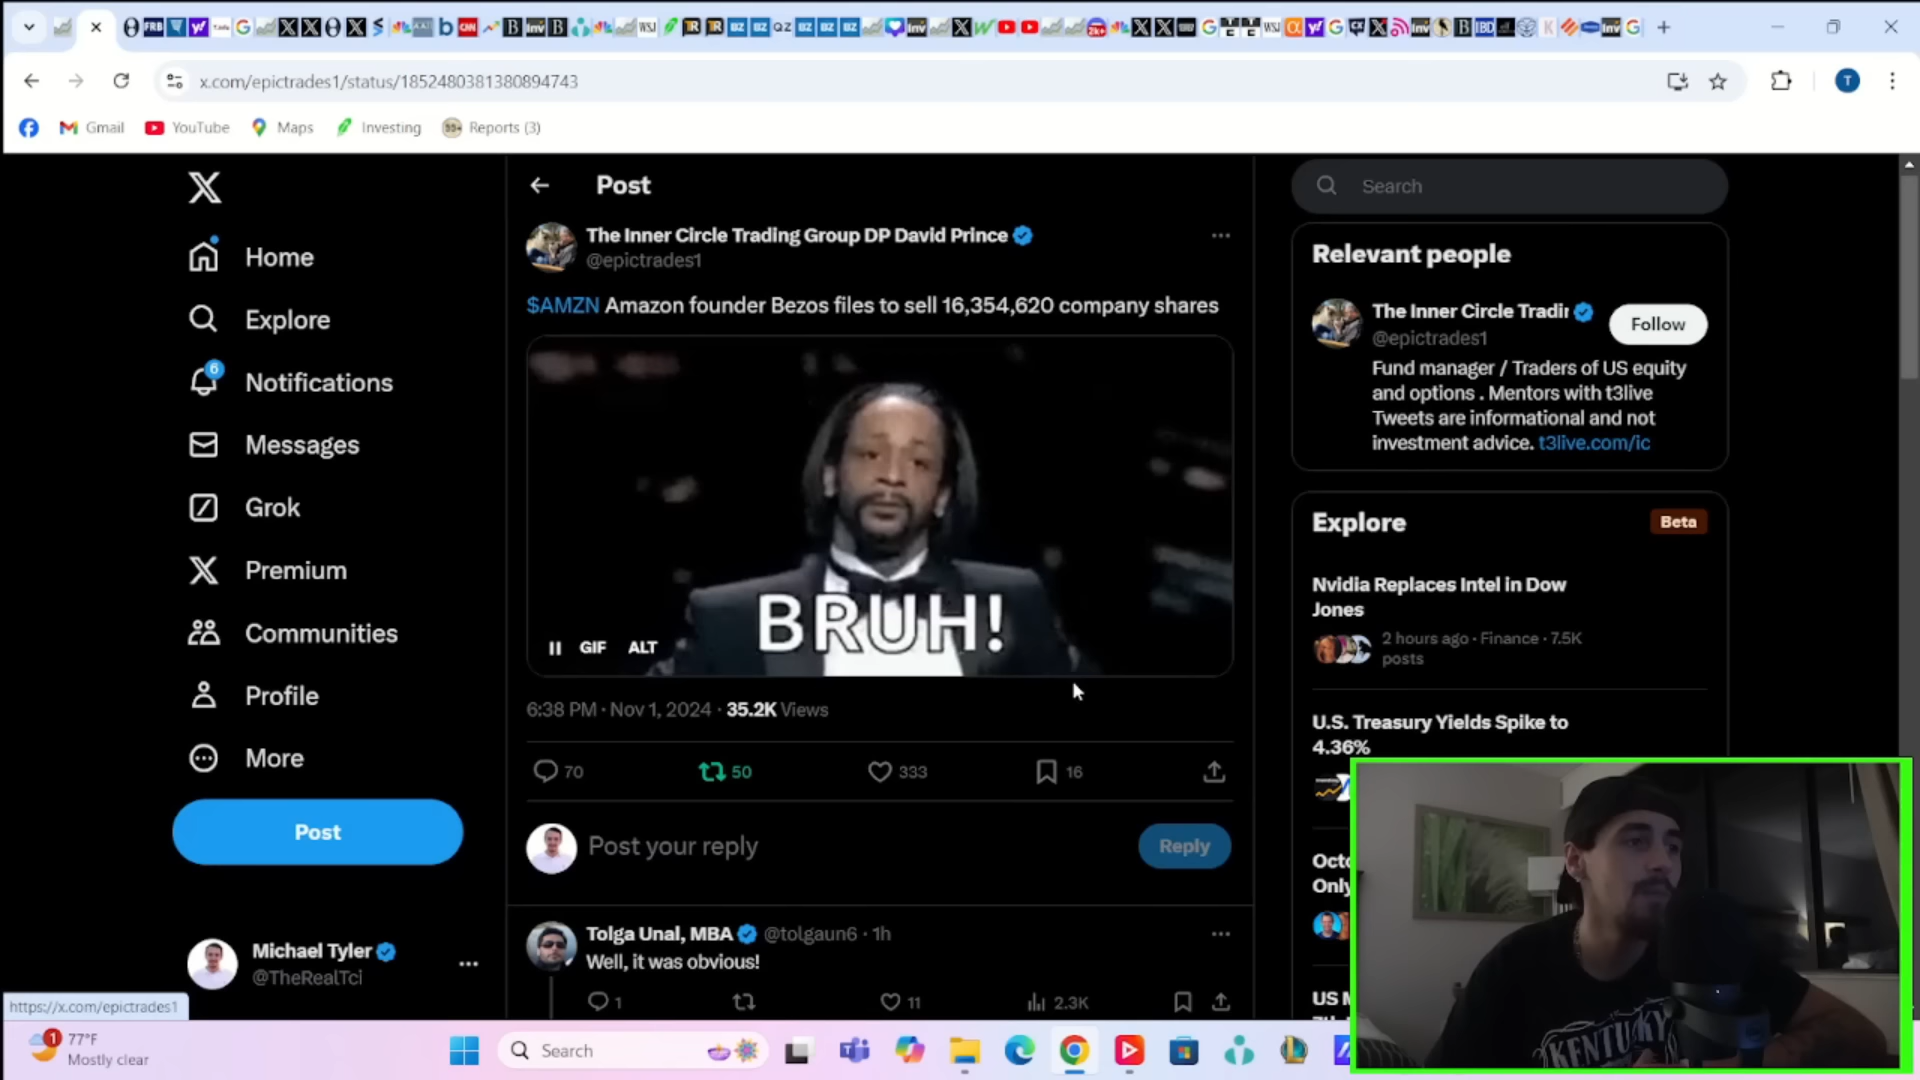 x.com/epictrades1/status/1852480381380894743
Gmail
YouTube
Maps
Investing
Reports (3)
Home
Explore
Notifications
6
Messages
Grok
Premium
Communities
Profile
More
Post
Michael Tyler
@TheRealTci
https://x.com/epictrades1
Post
The Inner Circle Trading Group DP David Prince
@epictrades1
$AMZN Amazon founder Bezos files to sell 16,354,620 company shares
BRUH!
GIF ALT
6:38 PM · Nov 1, 2024 · 35.2K Views
70 50 333 16
Post your reply
Reply
Tolga Unal, MBA @tolgaun6 · 1h
Well, it was obvious!
1 11 2.3K
Search
Relevant people
The Inner Circle Tradir
@epictrades1
Follow
Fund manager / Traders of US equity
and options . Mentors with t3live
Tweets are informational and not
investment advice. t3live.com/ic
Explore
Beta
Nvidia Replaces Intel in Dow
Jones
2 hours ago · Finance · 7.5K
posts
U.S. Treasury Yields Spike to
4.36%
Octo
Only
US M
KENTUCKY
1
77°F
Mostly clear
Search